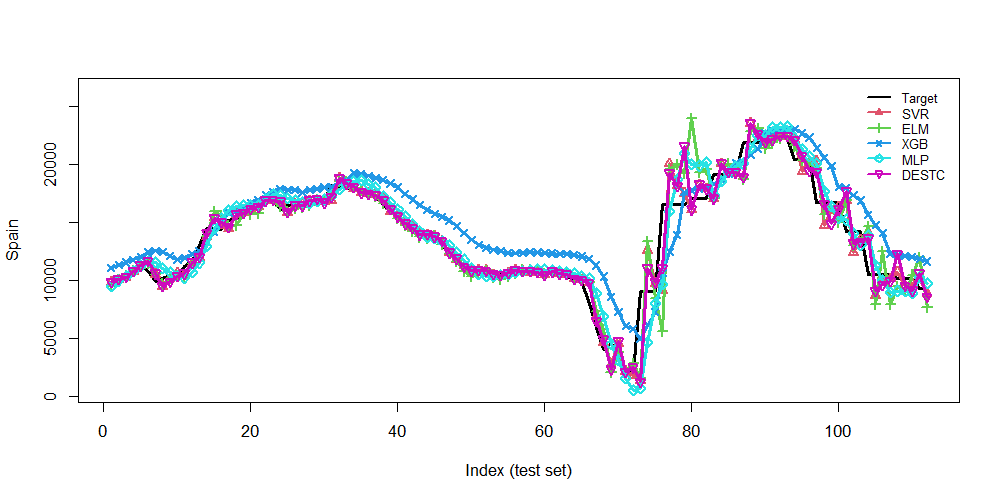 Target
SVR
ELM
XGB
MLP
DESTC
Spain
20000
10000
5000
0
0
20
40
60
80
100
Index (test set)